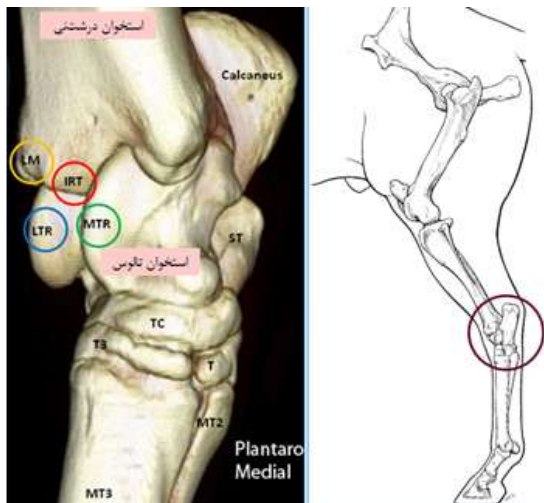 استخوان درشتنی
Calcaneus
LM
IRT
LTR
MTR
ST
استخوان تالوس
TC
T3
T
MT2
Plantaro
Medial
MT3